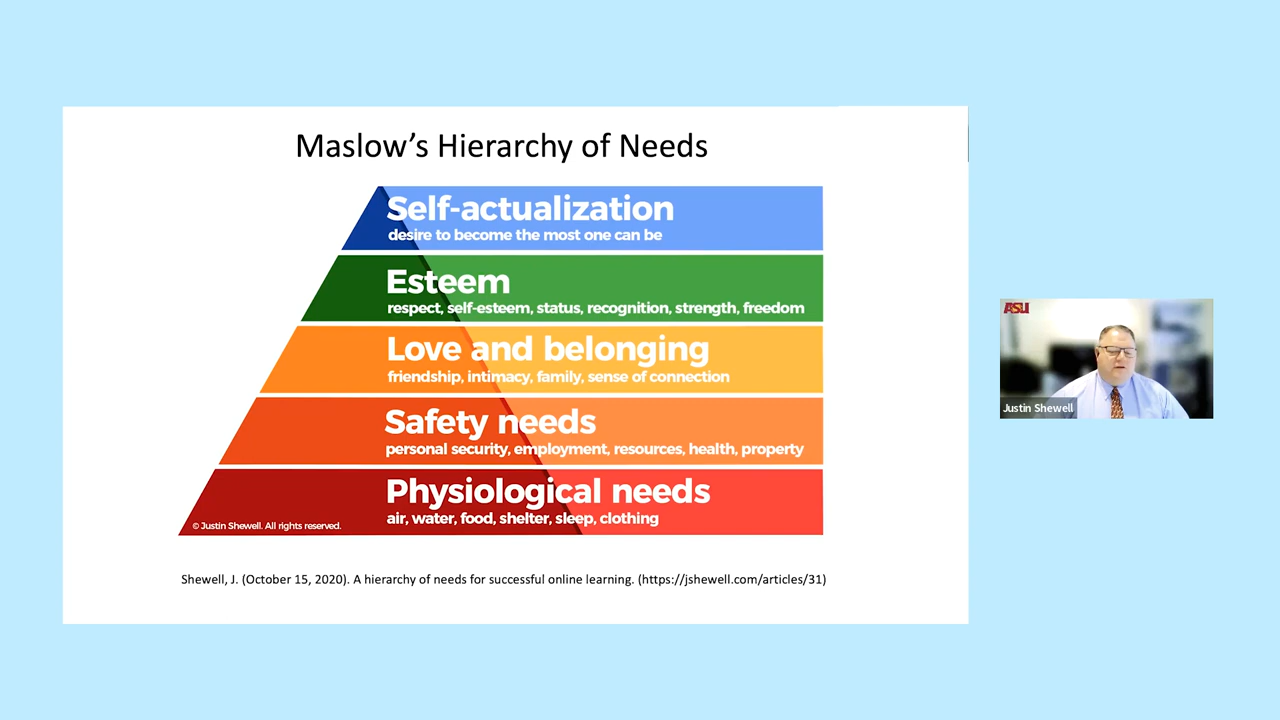 Maslow's Hierarchy of Needs
Self-actualization
desire to become the most one can be
Esteem
respect, self-esteem, status, recognition, strength, freedom
Love and belonging
friendship, intimacy, family, sense of connection
Safety needs
personal security, employment, resources, health, property
Physiological needs
air, water, food, shelter, sleep, clothing
© Justin Shewell. All rights reserved.
Shewell, J. (October 15, 2020). A hierarchy of needs for successful online learning. (https://jshewell.com/articles/31)
ASU
Justin Shewell